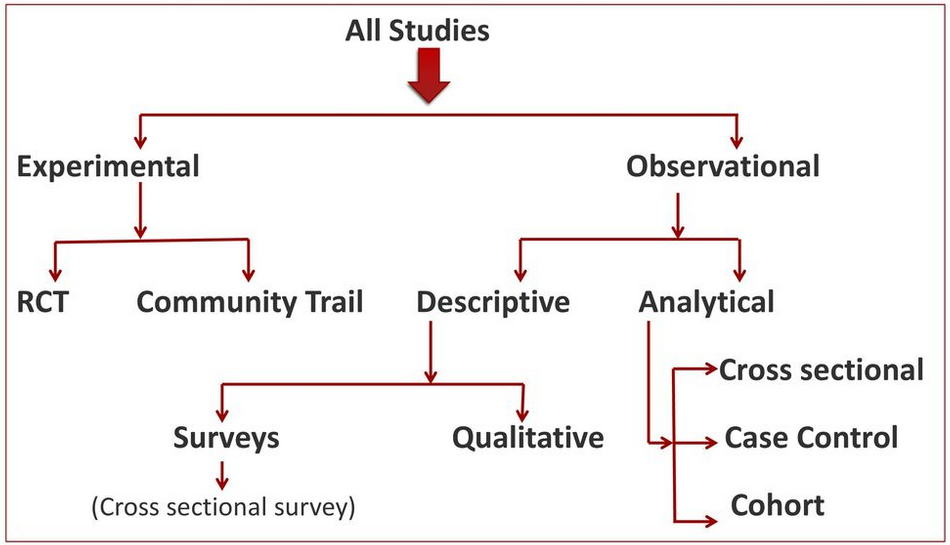 All Studies
Experimental
Observational
RCT
Community Trail
Descriptive
Analytical
Cross sectional
Surveys
Qualitative
Case Control
(Cross sectional survey)
Cohort